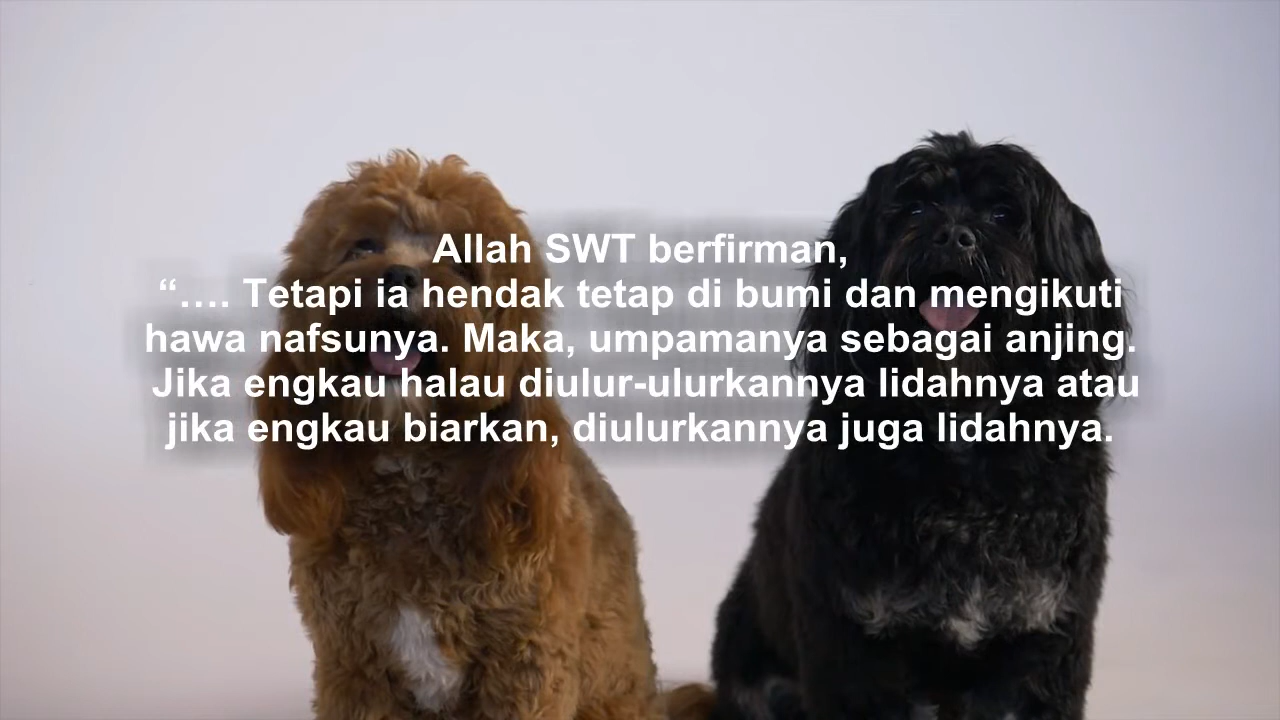 Allah SWT berfirman,
“…. Tetapi ia hendak tetap di bumi dan mengikuti
hawa nafsunya. Maka, umpamanya sebagai anjing.
Jika engkau halau diulur-ulurkannya lidahnya atau
jika engkau biarkan, diulurkannya juga lidahnya.